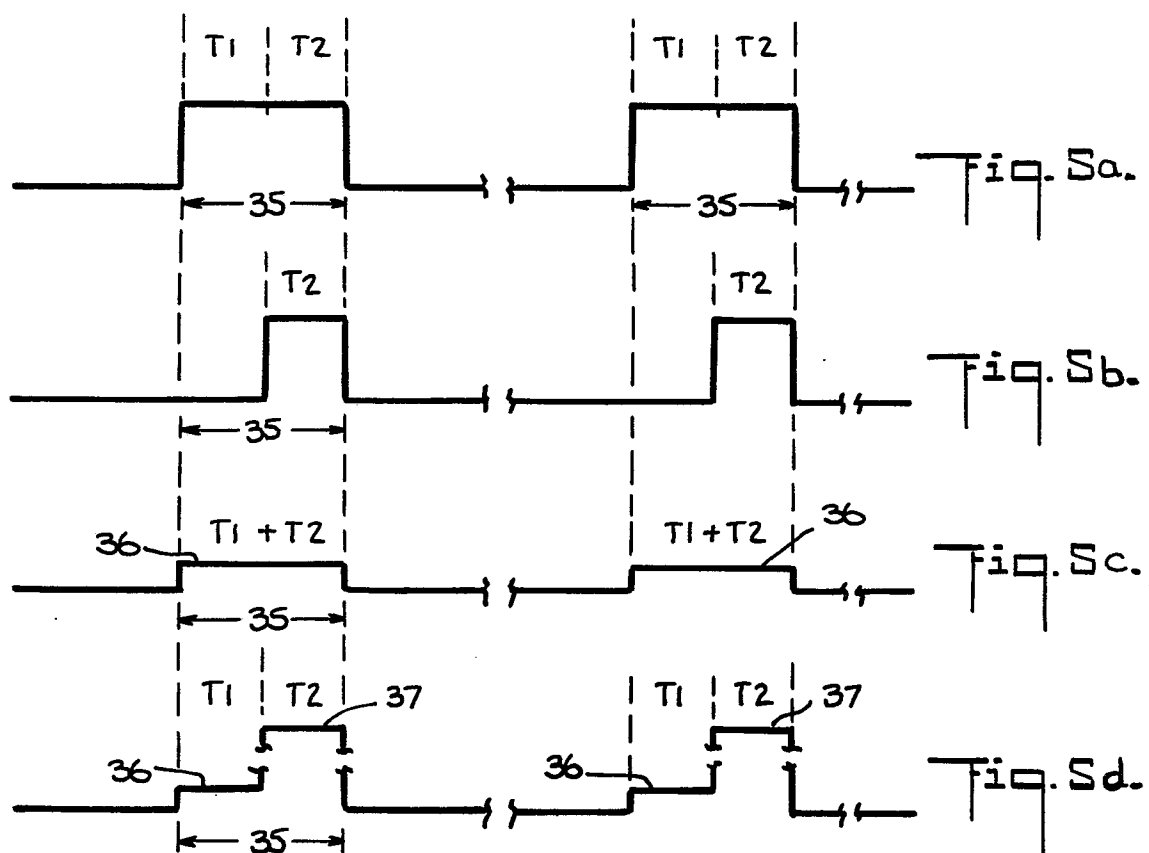 T1 T2 T1 T2
Fig. 5a.
35 35
T2 T2
Fig. 5b.
35
T1 + T2 T1 + T2 36
36
Fig. 5c.
35
T1 T2 37 T1 T2 37
36 36
Fig. 5d.
35